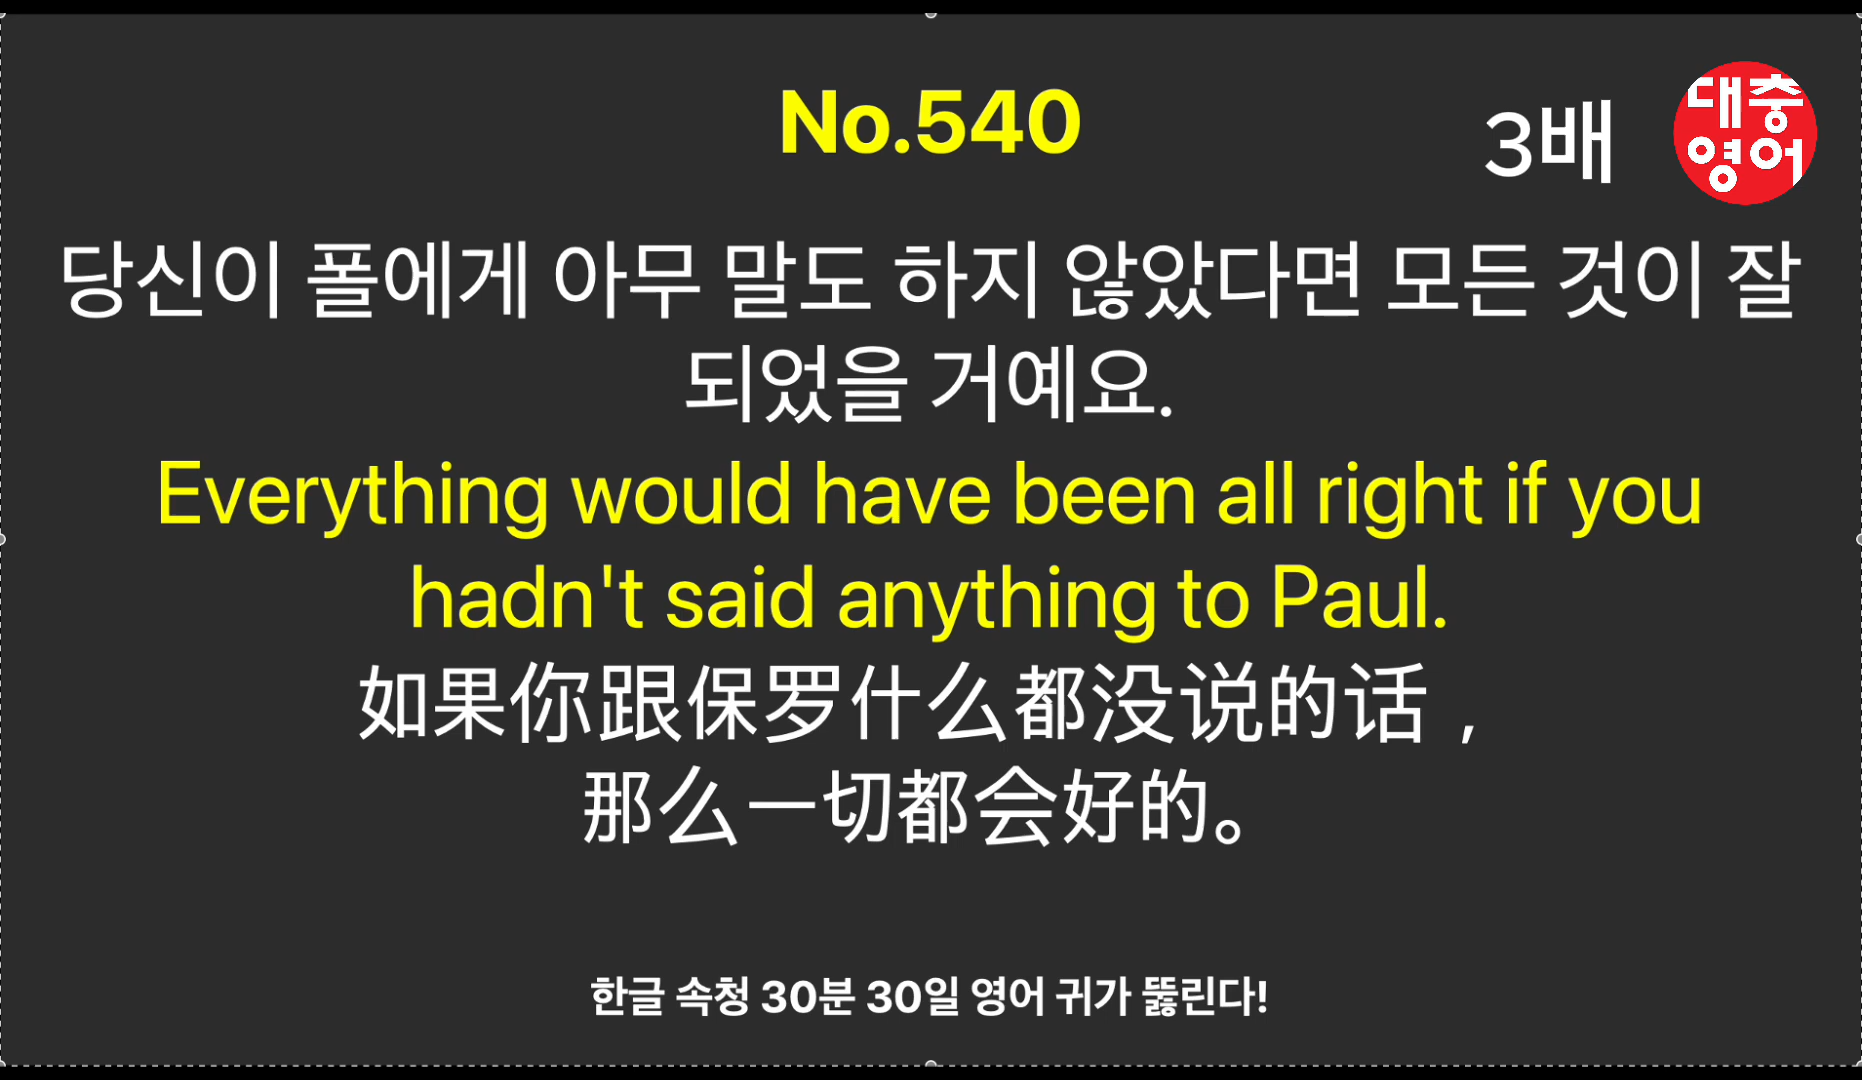 No.540
3배
대충
영어
당신이 폴에게 아무 말도 하지 않았다면 모든 것이 잘
되었을 거예요.
Everything would have been all right if you
hadn't said anything to Paul.
如果你跟保罗什么都没说的话，
那么一切都会好的。
한글 속청 30분 30일 영어 귀가 뚫린다!